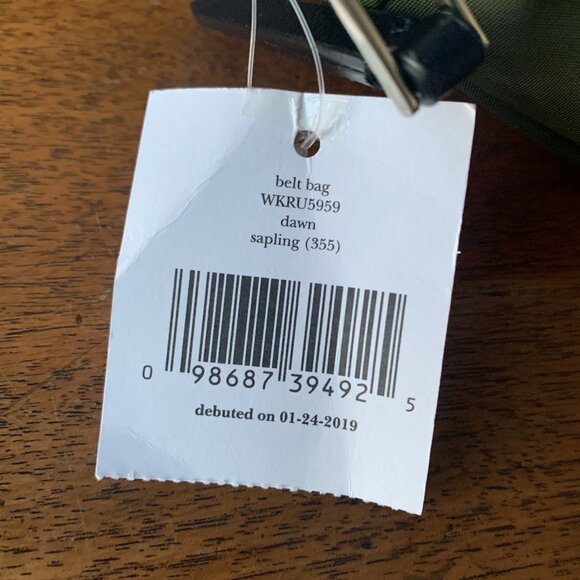 belt bag
WKRU5959
dawn
sapling (355)
0 98687 39492 5
debuted on 01-24-2019